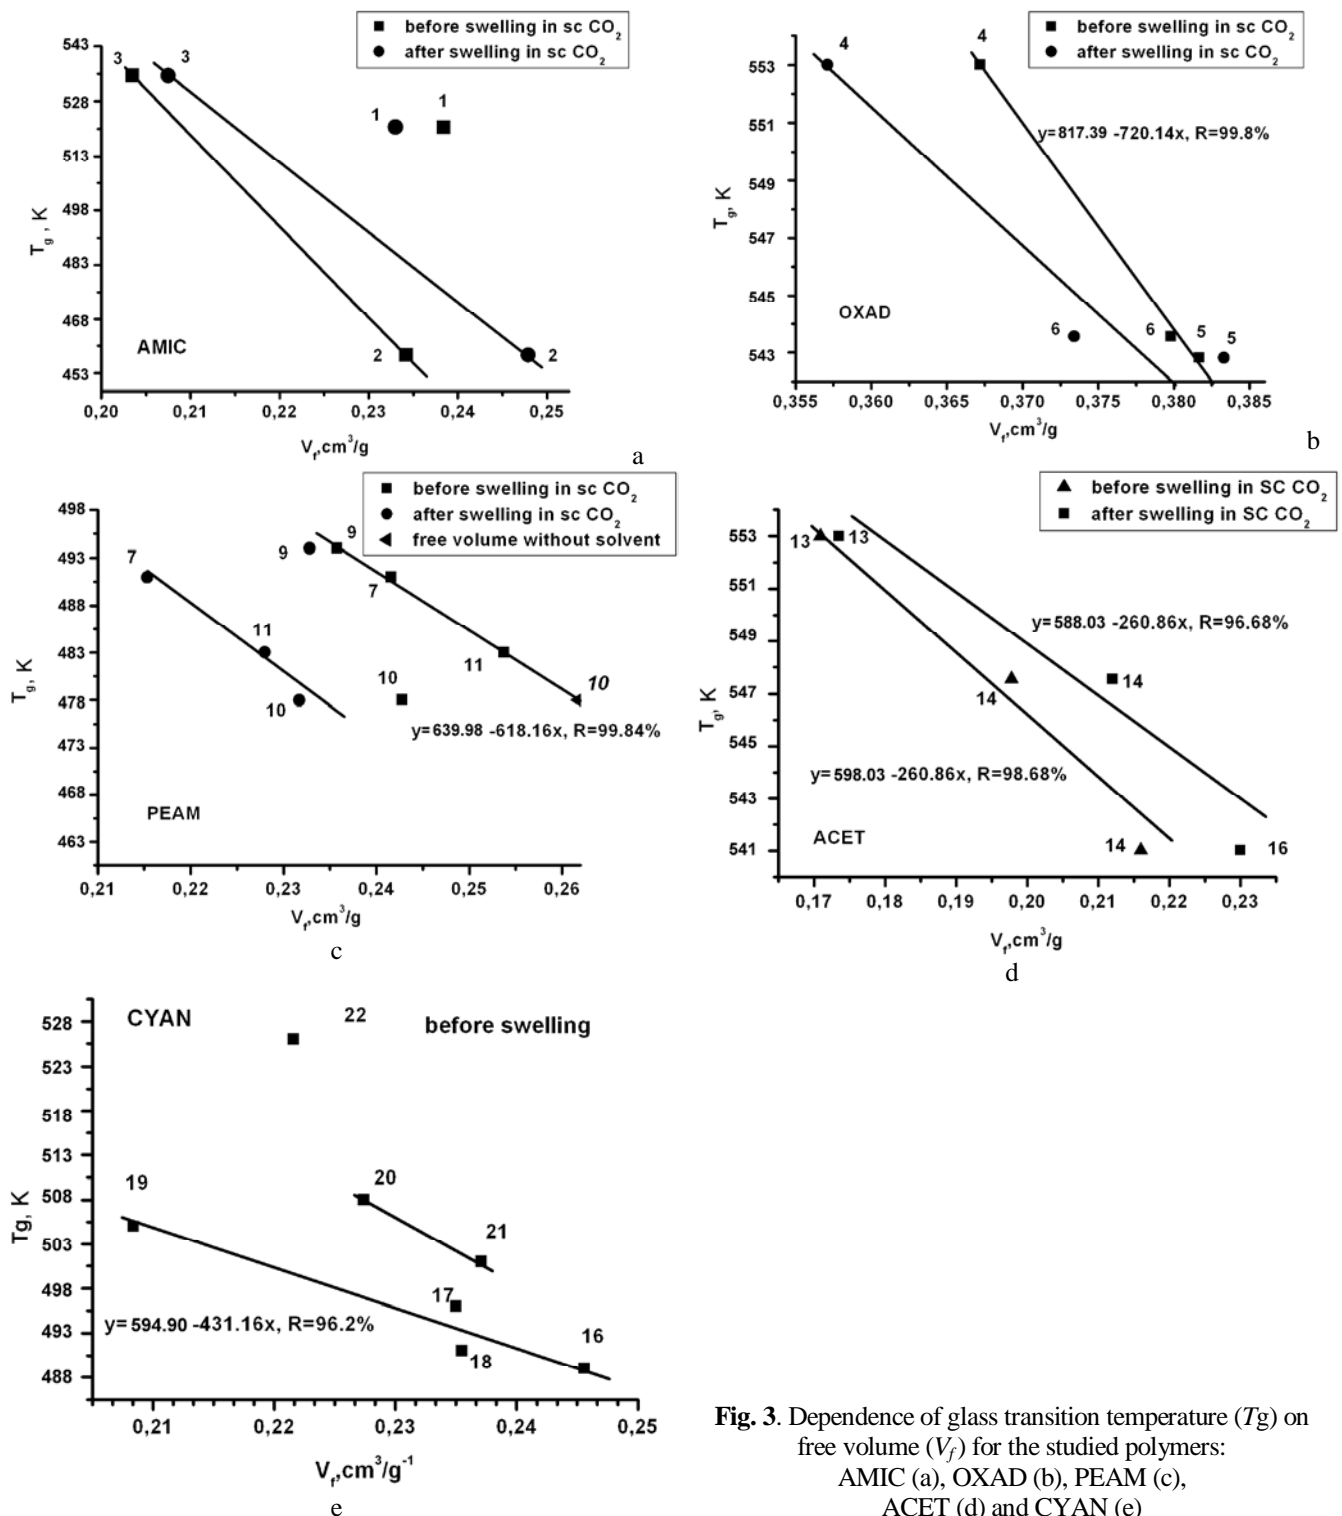 ■ before swelling in sc CO2
● after swelling in sc CO2
543
528
513
498
483
468
453
Tg, K
3
3
1
1
2
2
AMIC
0,20 0,21 0,22 0,23 0,24 0,25
Vf,cm3/g
a
■ before swelling in sc CO2
● after swelling in sc CO2
553
551
549
547
545
543
Tg, K
4
4
y=817.39 -720.14x, R=99.8%
OXAD
6
6
5
5
0,355 0,360 0,365 0,370 0,375 0,380 0,385
Vf,cm3/g
b
■ before swelling in sc CO2
● after swelling in sc CO2
◄ free volume without solvent
498
493
488
483
478
473
468
463
Tg, K
7
9
9
7
11
11
10
10
10
y=639.98 -618.16x, R=99.84%
PEAM
0,21 0,22 0,23 0,24 0,25 0,26
Vf,cm3/g
c
▲ before swelling in SC CO2
■ after swelling in SC CO2
553
551
549
547
545
543
541
Tg, K
13
13
y=588.03 -260.86x, R=96.68%
14
14
y=598.03 -260.86x, R=98.68%
ACET
14
16
0,17 0,18 0,19 0,20 0,21 0,22 0,23
Vf,cm3/g
d
CYAN
22
before swelling
528
523
518
513
508
503
498
493
488
Tg, K
19
20
21
17
18
16
y=594.90 -431.16x, R=96.2%
0,21 0,22 0,23 0,24 0,25
Vf,cm3/g-1
e
Fig. 3. Dependence of glass transition temperature (Tg) on
free volume (Vf) for the studied polymers:
AMIC (a), OXAD (b), PEAM (c),
ACET (d) and CYAN (e)